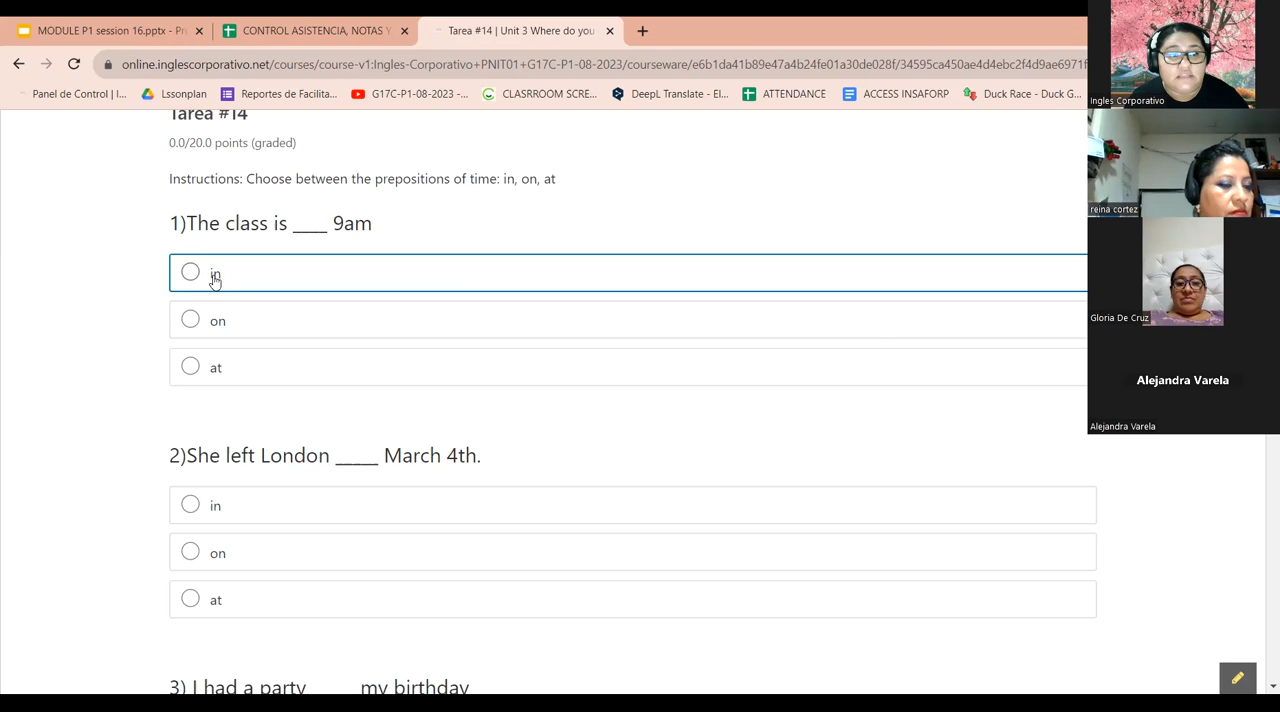 MODULE P1 session 16.pptx - Pr
CONTROL ASISTENCIA, NOTAS Y
Tarea #14 | Unit 3 Where do you
online.inglescorporativo.net/courses/course-v1:Ingles-Corporativo+PNIT01+G17C-P1-08-2023/courseware/e6b1da41b89e47a4b24fe01a30de028f/34595ca450ae4d4ebc2f4d9ae6971f
Panel de Control | I...
Lssonplan
Reportes de Facilita...
G17C-P1-08-2023 -...
CLASRROOM SCRE...
DeepL Translate - El...
ATTENDANCE
ACCESS INSAFORP
Duck Race - Duck G...
Ingles Corporativo
reina cortez
Gloria De Cruz
Alejandra Varela
Alejandra Varela
Tarea #14
0.0/20.0 points (graded)
Instructions: Choose between the prepositions of time: in, on, at
1)The class is ____ 9am
in
on
at
2)She left London _____ March 4th.
in
on
at
3) I had a party _____ my birthday